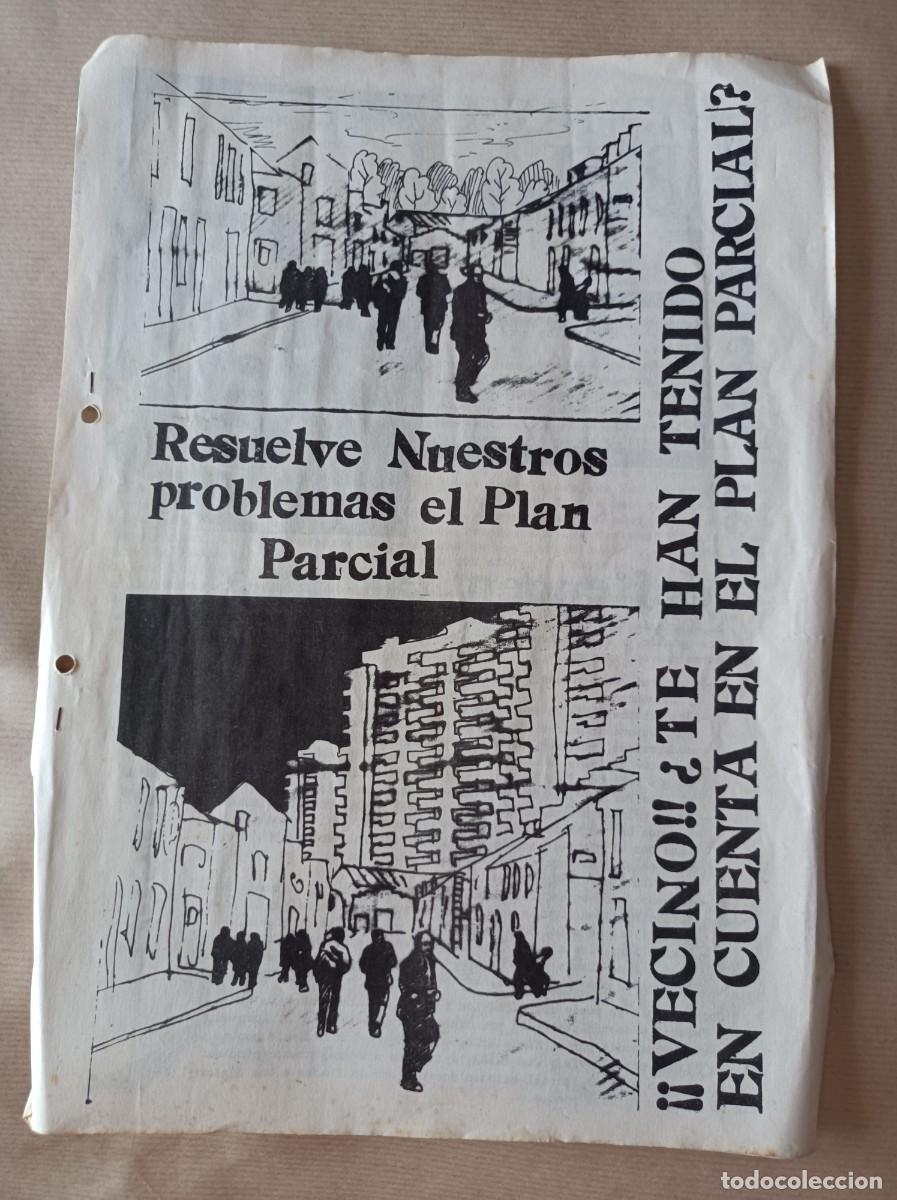 Resuelve Nuestros
problemas el Plan
Parcial
¡¡VECINO!! ¿TE HAN TENIDO
EN CUENTA EN EL PLAN PARCIAL?
todocoleccion